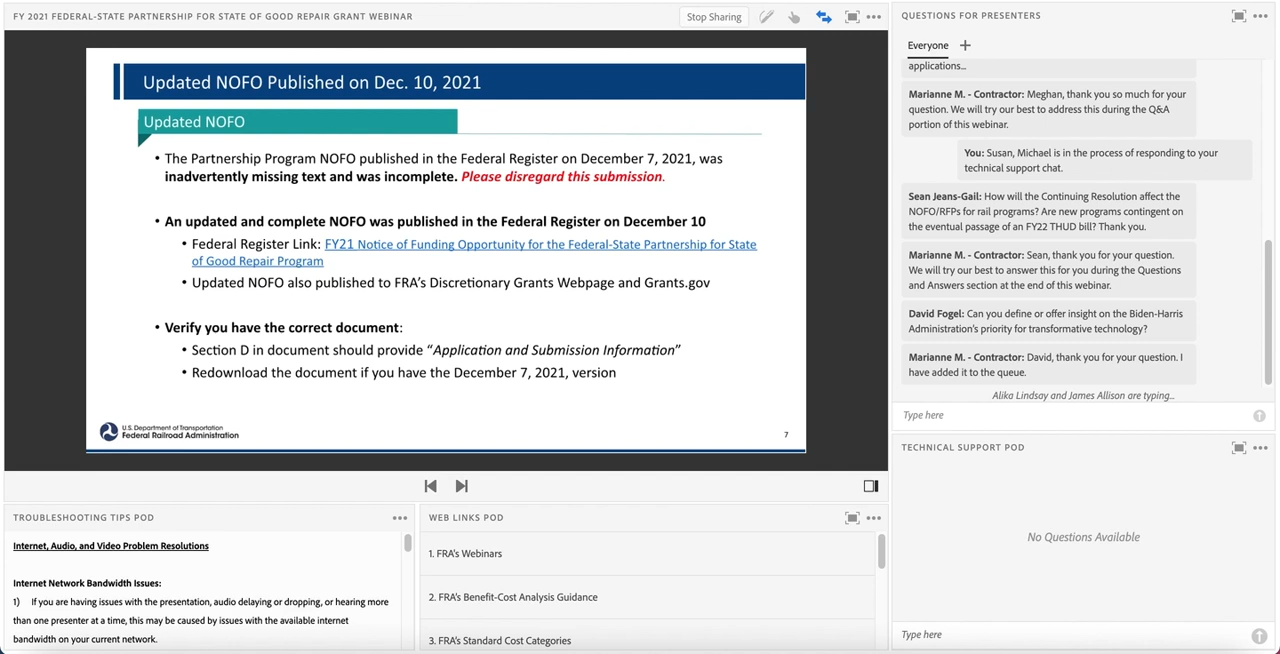 FY 2021 FEDERAL-STATE PARTNERSHIP FOR STATE OF GOOD REPAIR GRANT WEBINAR
Stop Sharing
Updated NOFO Published on Dec. 10, 2021
Updated NOFO
• The Partnership Program NOFO published in the Federal Register on December 7, 2021, was
inadvertently missing text and was incomplete. Please disregard this submission.
• An updated and complete NOFO was published in the Federal Register on December 10
• Federal Register Link: FY21 Notice of Funding Opportunity for the Federal-State Partnership for State
of Good Repair Program
• Updated NOFO also published to FRA's Discretionary Grants Webpage and Grants.gov
• Verify you have the correct document:
• Section D in document should provide “Application and Submission Information”
• Redownload the document if you have the December 7, 2021, version
U.S. Department of Transportation
Federal Railroad Administration
7
TROUBLESHOOTING TIPS POD
Internet, Audio, and Video Problem Resolutions
Internet Network Bandwidth Issues:
1) If you are having issues with the presentation, audio delaying or dropping, or hearing more
than one presenter at a time, this may be caused by issues with the available internet
bandwidth on your current network.
WEB LINKS POD
1. FRA's Webinars
2. FRA's Benefit-Cost Analysis Guidance
3. FRA's Standard Cost Categories
QUESTIONS FOR PRESENTERS
Everyone +
applications...
Marianne M. - Contractor: Meghan, thank you so much for your
question. We will try our best to address this during the Q&A
portion of this webinar.
You: Susan, Michael is in the process of responding to your
technical support chat.
Sean Jeans-Gail: How will the Continuing Resolution affect the
NOFO/RFPs for rail programs? Are new programs contingent on
the eventual passage of an FY22 THUD bill? Thank you.
Marianne M. - Contractor: Sean, thank you for your question.
We will try our best to answer this for you during the Questions
and Answers section at the end of this webinar.
David Fogel: Can you define or offer insight on the Biden-Harris
Administration's priority for transformative technology?
Marianne M. - Contractor: David, thank you for your question. I
have added it to the queue.
Alika Lindsay and James Allison are typing...
Type here
TECHNICAL SUPPORT POD
No Questions Available
Type here